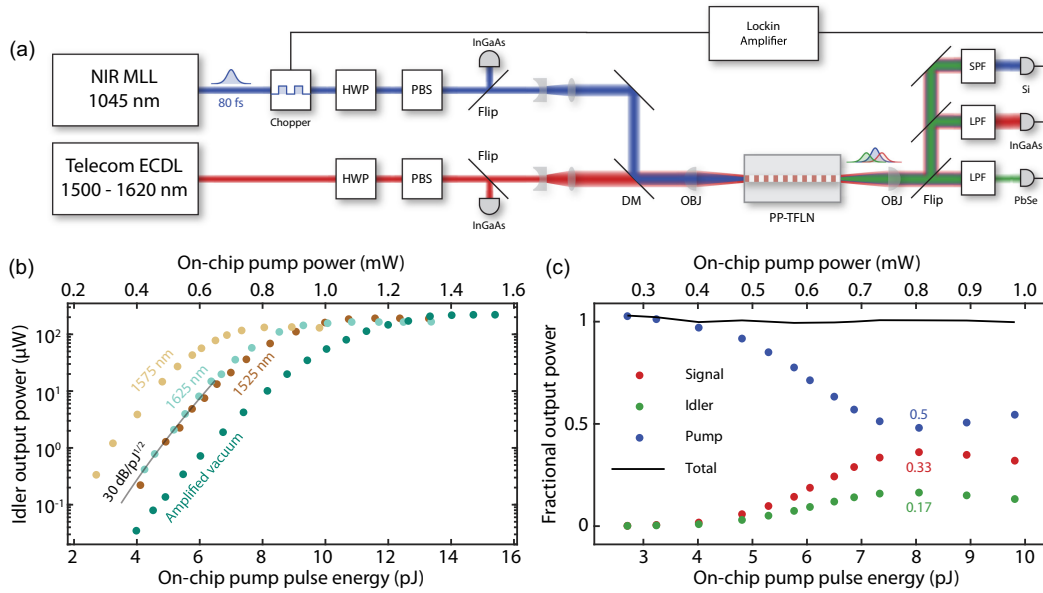 (a)
Lockin
Amplifier
NIR MLL
1045 nm
80 fs
Chopper
HWP
PBS
InGaAs
Flip
SPF
Si
LPF
InGaAs
Telecom ECDL
1500 - 1620 nm
HWP
PBS
Flip
InGaAs
DM
OBJ
PP-TFLN
OBJ
Flip
LPF
PbSe
(b)
On-chip pump power (mW)
0.2 0.4 0.6 0.8 1.0 1.2 1.4 1.6
Idler output power (µW)
10²
10¹
10⁰
10⁻¹
1575 nm
1625 nm
1525 nm
30 dB/pJ^1/2
Amplified vacuum
2 4 6 8 10 12 14 16
On-chip pump pulse energy (pJ)
(c)
On-chip pump power (mW)
0.3 0.4 0.5 0.6 0.7 0.8 0.9 1.0
Fractional output power
1
0.5
0
Signal
Idler
Pump
Total
0.5
0.33
0.17
3 4 5 6 7 8 9 10
On-chip pump pulse energy (pJ)